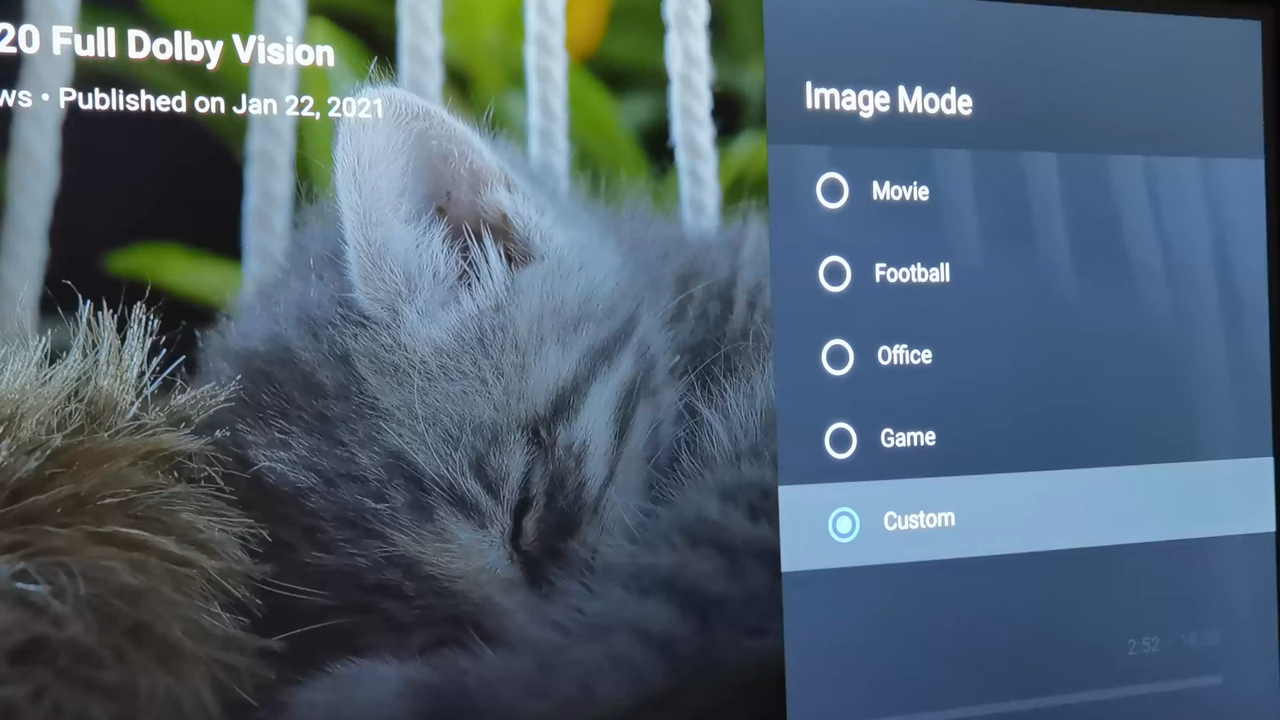 20 Full Dolby Vision
ws • Published on Jan 22, 2021
Image Mode
Movie
Football
Office
Game
Custom
2:52